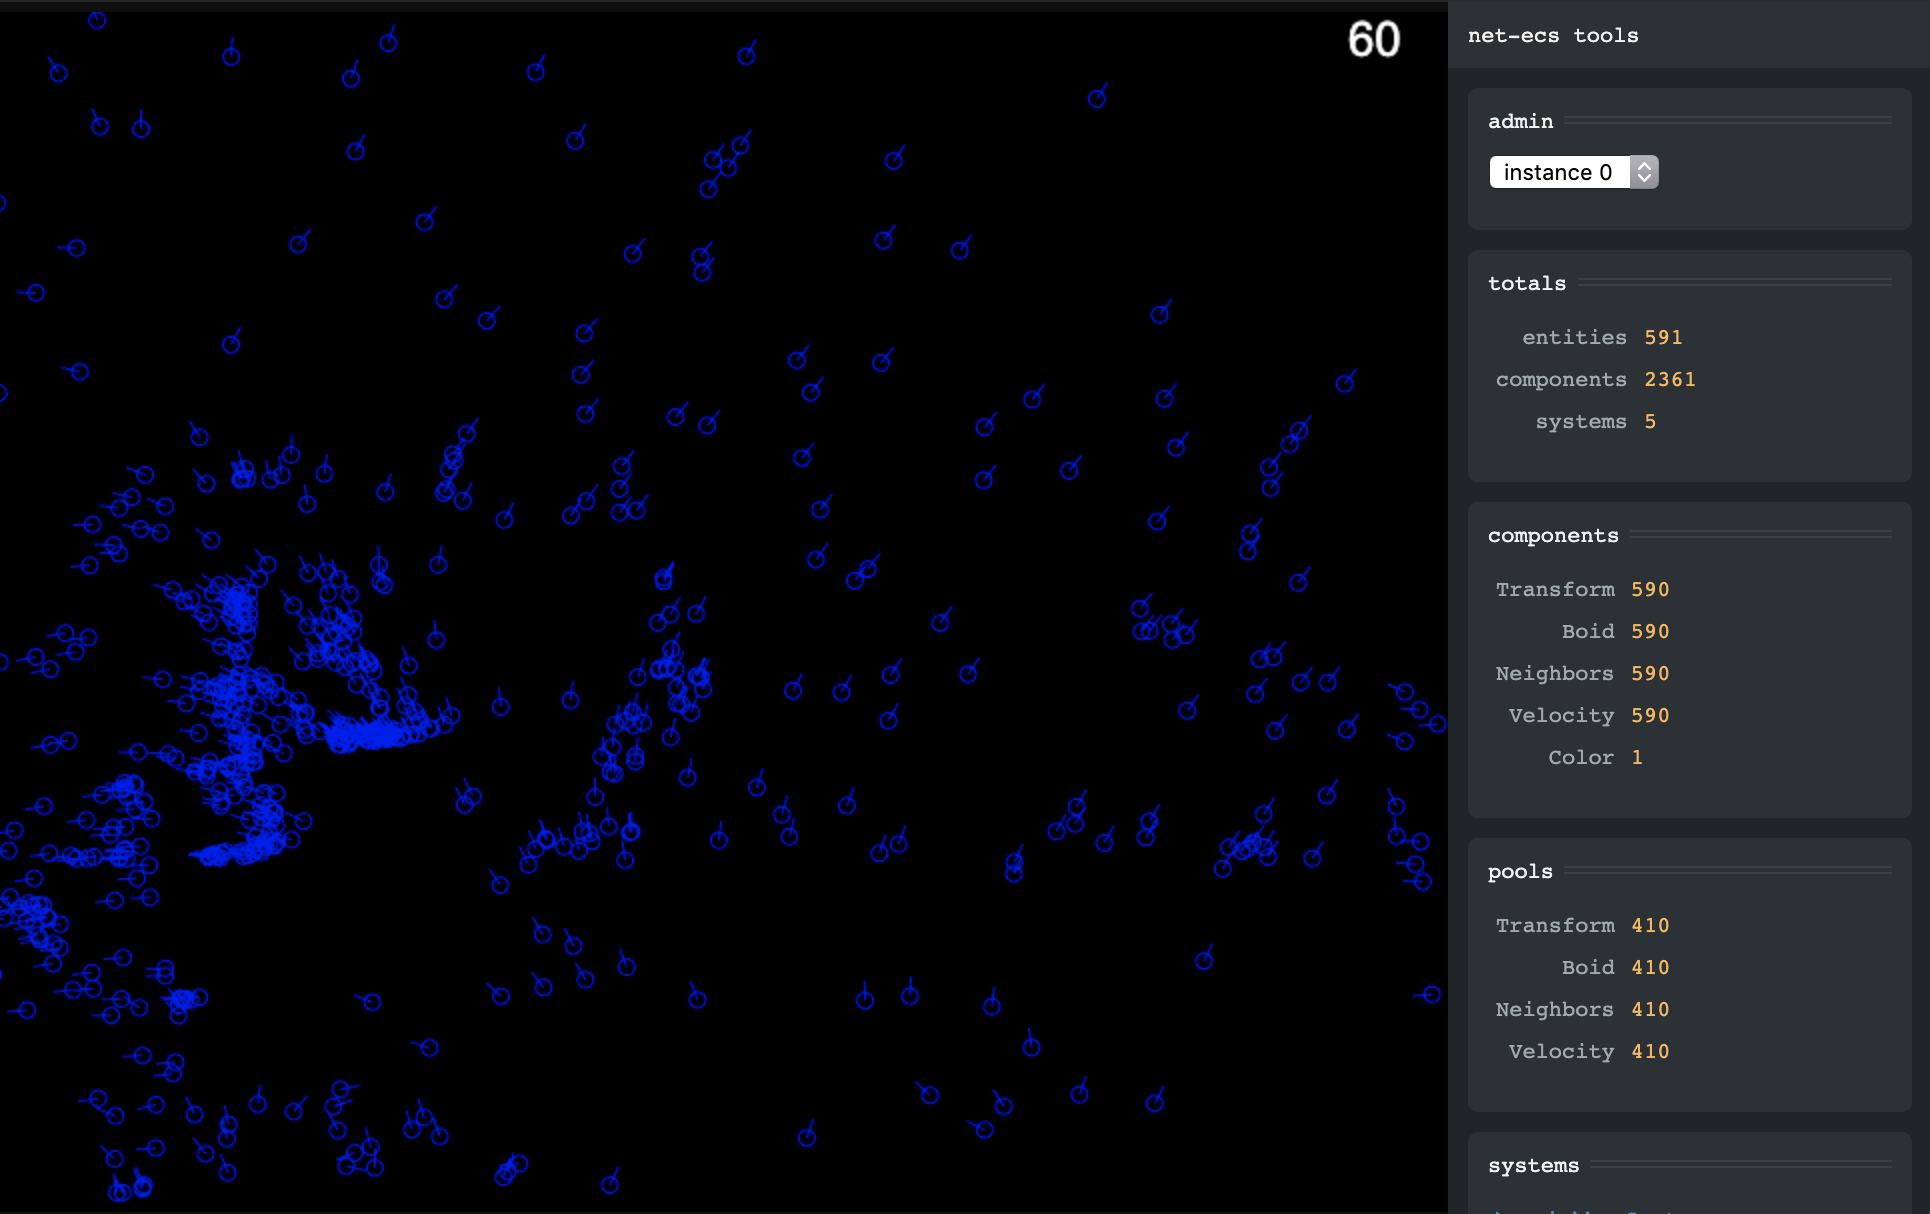 60
net-ecs tools
admin
instance 0
totals
entities 591
components 2361
systems 5
components
Transform 590
Boid 590
Neighbors 590
Velocity 590
Color 1
pools
Transform 410
Boid 410
Neighbors 410
Velocity 410
systems